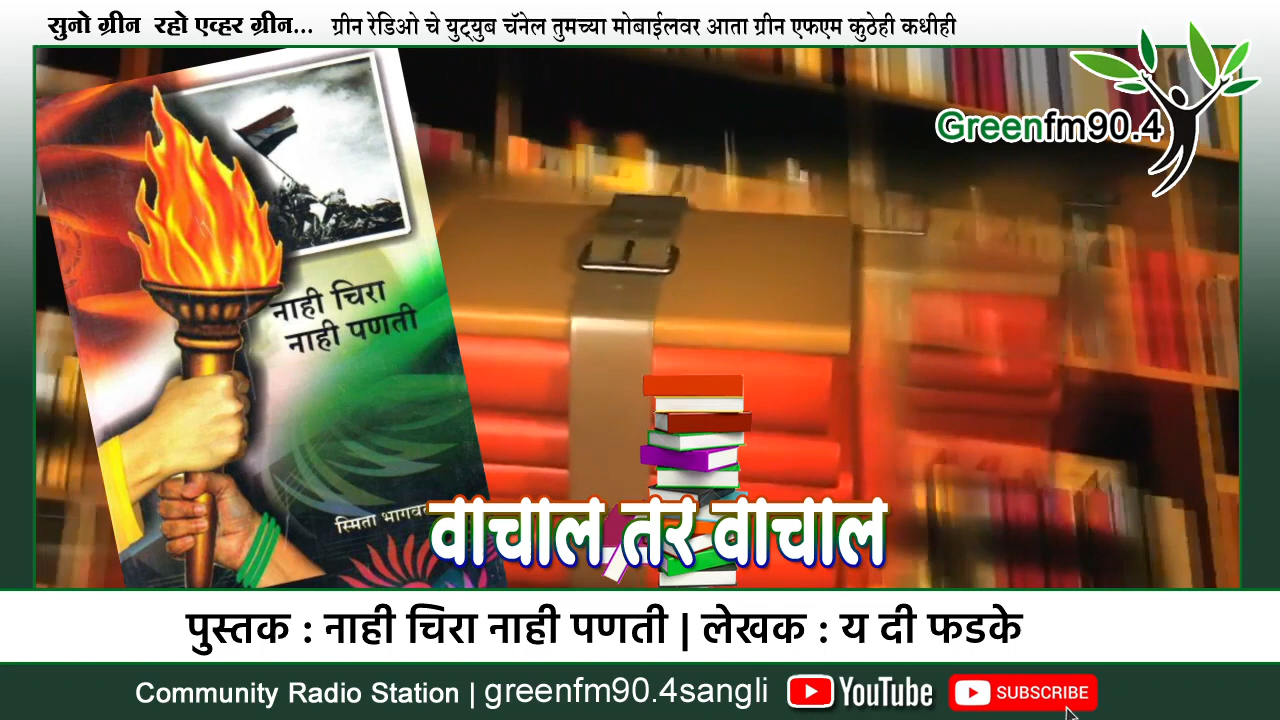 सुनो ग्रीन रहो एव्हर ग्रीन... ग्रीन रेडिओ चे युट्युब चॅनेल तुमच्या मोबाईलवर आता ग्रीन एफएम कुठेही कधीही
Greenfm90.4
नाही चिरा
नाही पणती
स्मिता
वाचाल तर वाचाल
पुस्तक : नाही चिरा नाही पणती | लेखक : य दी फडके
Community Radio Station | greenfm90.4sangli YouTube SUBSCRIBE